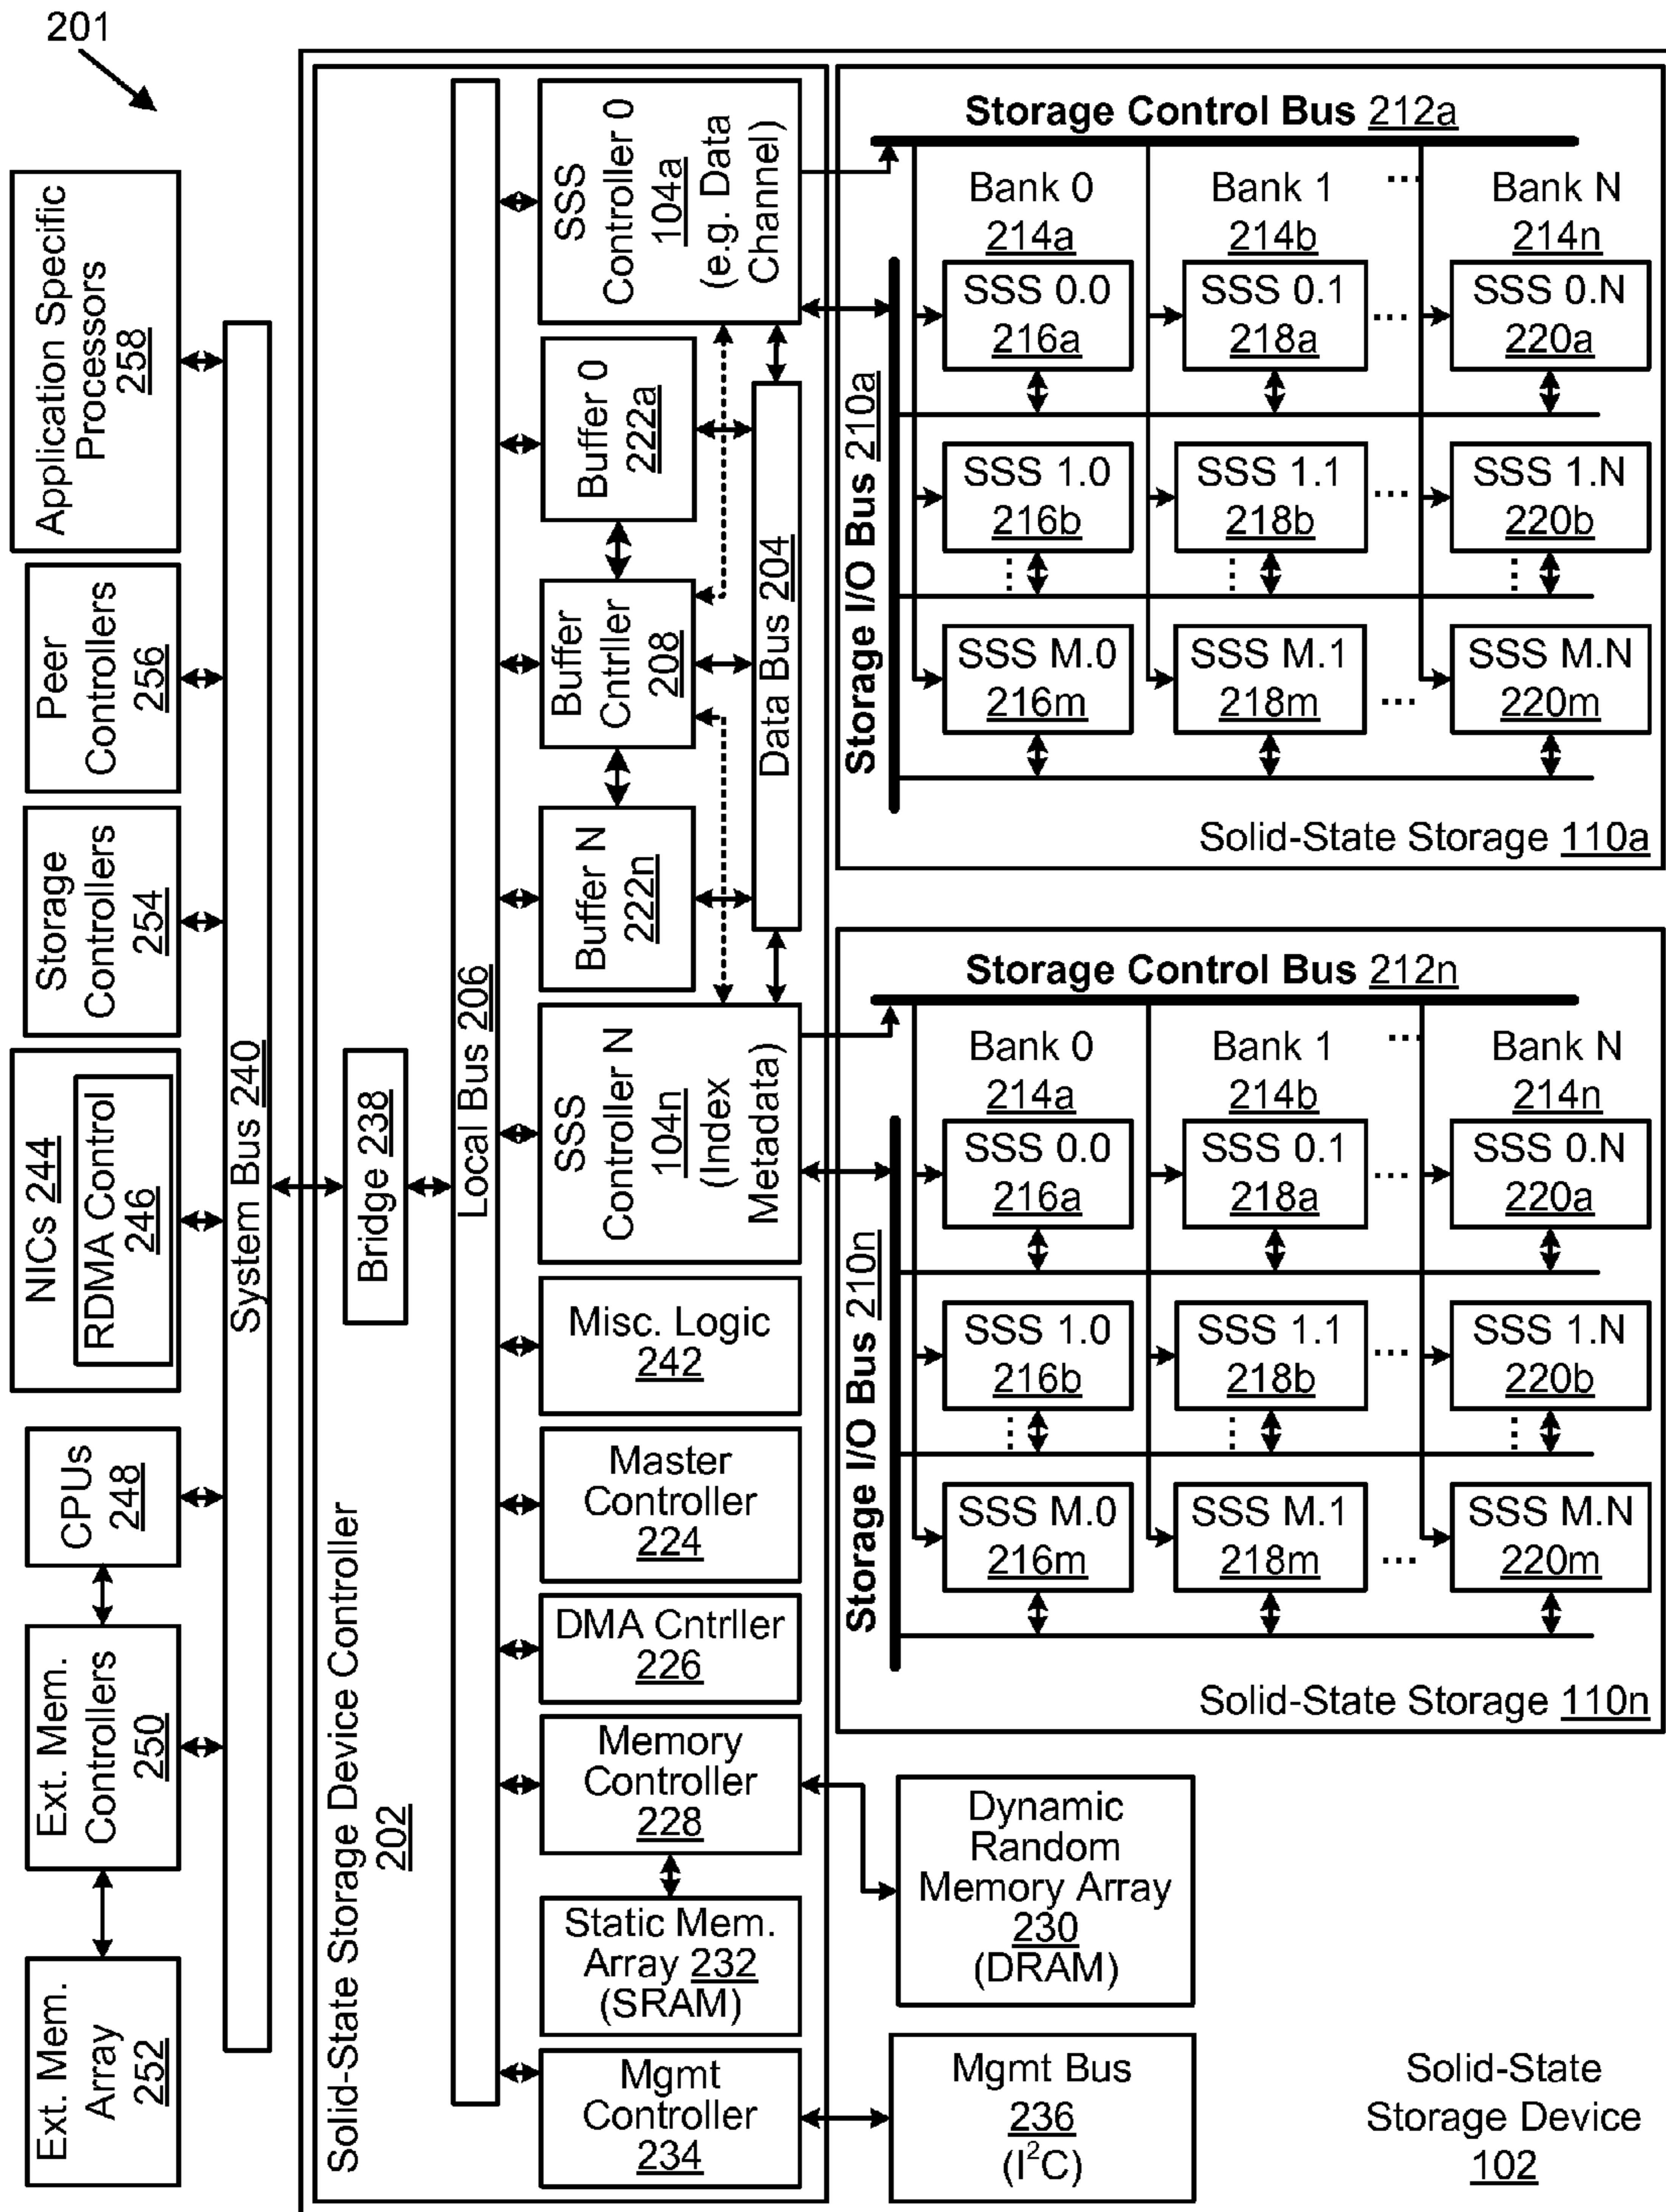 201
Application Specific
Processors
258
Peer
Controllers
256
Storage
Controllers
254
NICs 244
RDMA Control
246
CPUs
248
Ext. Mem.
Controllers
250
Ext. Mem.
Array
252
System Bus 240
Solid-State Storage Device Controller
202
Bridge 238
Local Bus 206
SSS
Controller 0
104a
(e.g. Data
Channel)
Buffer 0
222a
Buffer
Cntrller
208
Buffer N
222n
Data Bus 204
SSS
Controller N
104n
(Index
Metadata)
Misc. Logic
242
Master
Controller
224
DMA Cntrller
226
Memory
Controller
228
Static Mem.
Array 232
(SRAM)
Mgmt
Controller
234
Storage Control Bus 212a
Storage I/O Bus 210a
Bank 0
214a
Bank 1
214b
...
Bank N
214n
SSS 0.0
216a
SSS 0.1
218a
...
SSS 0.N
220a
SSS 1.0
216b
SSS 1.1
218b
...
SSS 1.N
220b
...
...
...
SSS M.0
216m
SSS M.1
218m
...
SSS M.N
220m
Solid-State Storage 110a
Storage Control Bus 212n
Storage I/O Bus 210n
Bank 0
214a
Bank 1
214b
...
Bank N
214n
SSS 0.0
216a
SSS 0.1
218a
...
SSS 0.N
220a
SSS 1.0
216b
SSS 1.1
218b
...
SSS 1.N
220b
...
...
...
SSS M.0
216m
SSS M.1
218m
...
SSS M.N
220m
Solid-State Storage 110n
Dynamic
Random
Memory Array
230
(DRAM)
Mgmt Bus
236
(I²C)
Solid-State
Storage Device
102